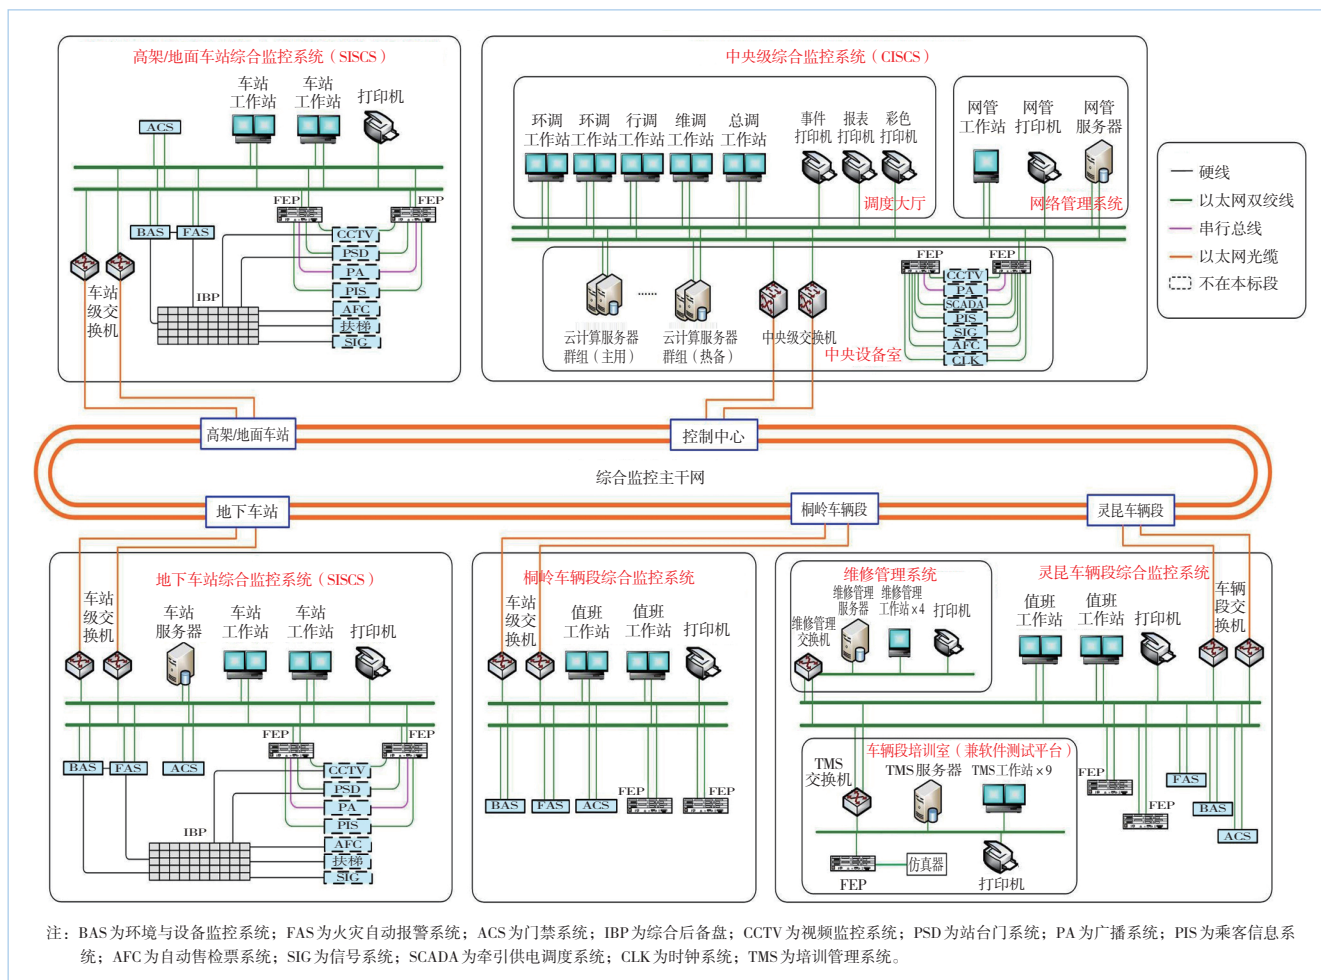 高架/地面车站综合监控系统（SISCS）
车站
工作站
车站
工作站
打印机
ACS
FEP
FEP
BAS
FAS
CCTV
PSD
PA
PIS
AFC
扶梯
SIG
IBP
车站
级交
换机
中央级综合监控系统（CISCS）
环调
工作站
环调
工作站
行调
工作站
维调
工作站
总调
工作站
事件
打印机
报表
打印机
彩色
打印机
调度大厅
网管
工作站
网管
打印机
网管
服务器
网络管理系统
云计算服务器
群组（主用）
……
云计算服务器
群组（热备）
中央级交换机
中央设备室
FEP
FEP
CCTV
PA
SCADA
PIS
SIG
AFC
CLK
硬线
以太网双绞线
串行总线
以太网光缆
不在本标段
高架/地面车站
控制中心
综合监控主干网
地下车站
桐岭车辆段
灵昆车辆段
地下车站综合监控系统（SISCS）
车站
级交
换机
车站
服务器
车站
工作站
车站
工作站
打印机
FEP
FEP
BAS
FAS
ACS
CCTV
PSD
PA
PIS
AFC
扶梯
SIG
IBP
桐岭车辆段综合监控系统
车站
级交
换机
值班
工作站
值班
工作站
打印机
BAS
FAS
ACS
FEP
FEP
维修管理系统
维修管理
交换机
维修管理
服务器
维修管理
工作站×4
打印机
灵昆车辆段综合监控系统
值班
工作站
值班
工作站
打印机
车辆
段交
换机
FEP
FEP
FAS
BAS
ACS
车辆段培训室（兼软件测试平台）
TMS
交换机
TMS服务器
TMS工作站×9
FEP
仿真器
打印机
注：BAS为环境与设备监控系统；FAS为火灾自动报警系统；ACS为门禁系统；IBP为综合后备盘；CCTV为视频监控系统；PSD为站台门系统；PA为广播系统；PIS为乘客信息系
统；AFC为自动售检票系统；SIG为信号系统；SCADA为牵引供电调度系统；CLK为时钟系统；TMS为培训管理系统。